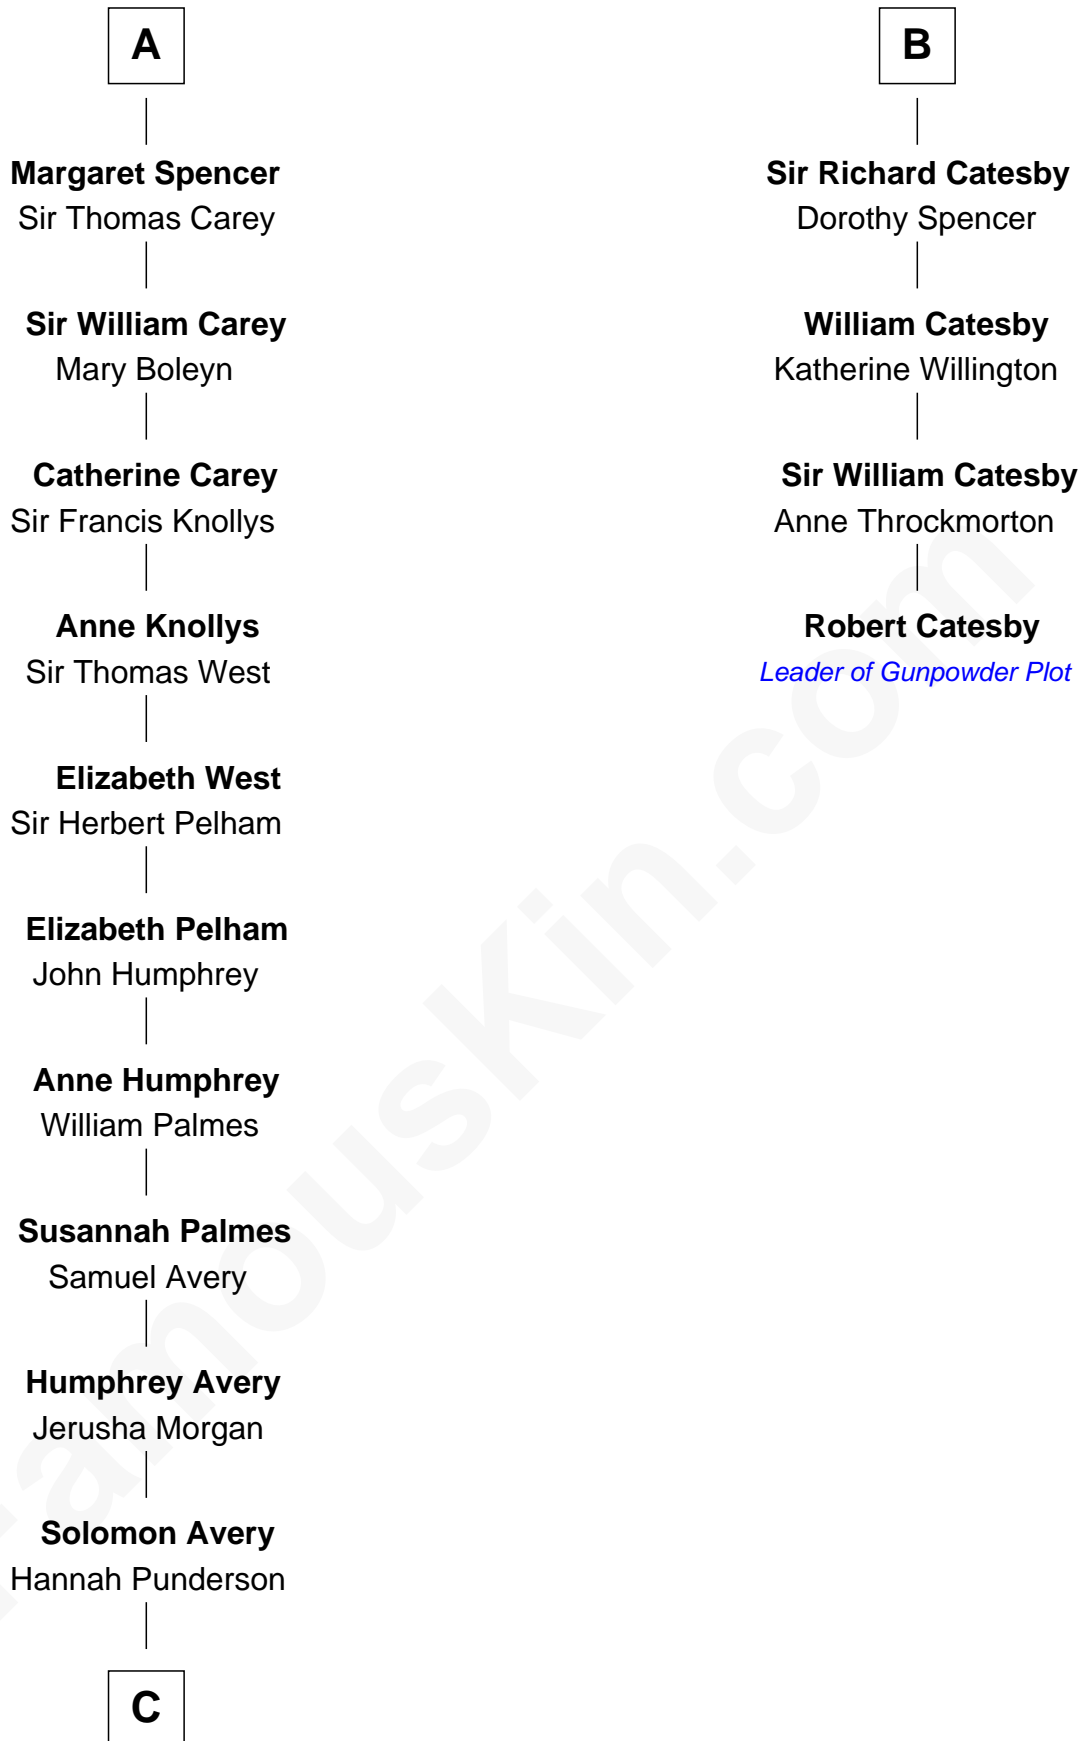 A
Margaret Spencer
Sir Thomas Carey
Sir William Carey
Mary Boleyn
Catherine Carey
Sir Francis Knollys
Anne Knollys
Sir Thomas West
Elizabeth West
Sir Herbert Pelham
Elizabeth Pelham
John Humphrey
Anne Humphrey
William Palmes
Susannah Palmes
Samuel Avery
Humphrey Avery
Jerusha Morgan
Solomon Avery
Hannah Punderson
C
B
Sir Richard Catesby
Dorothy Spencer
William Catesby
Katherine Willington
Sir William Catesby
Anne Throckmorton
Robert Catesby
Leader of Gunpowder Plot
FamousKin.com